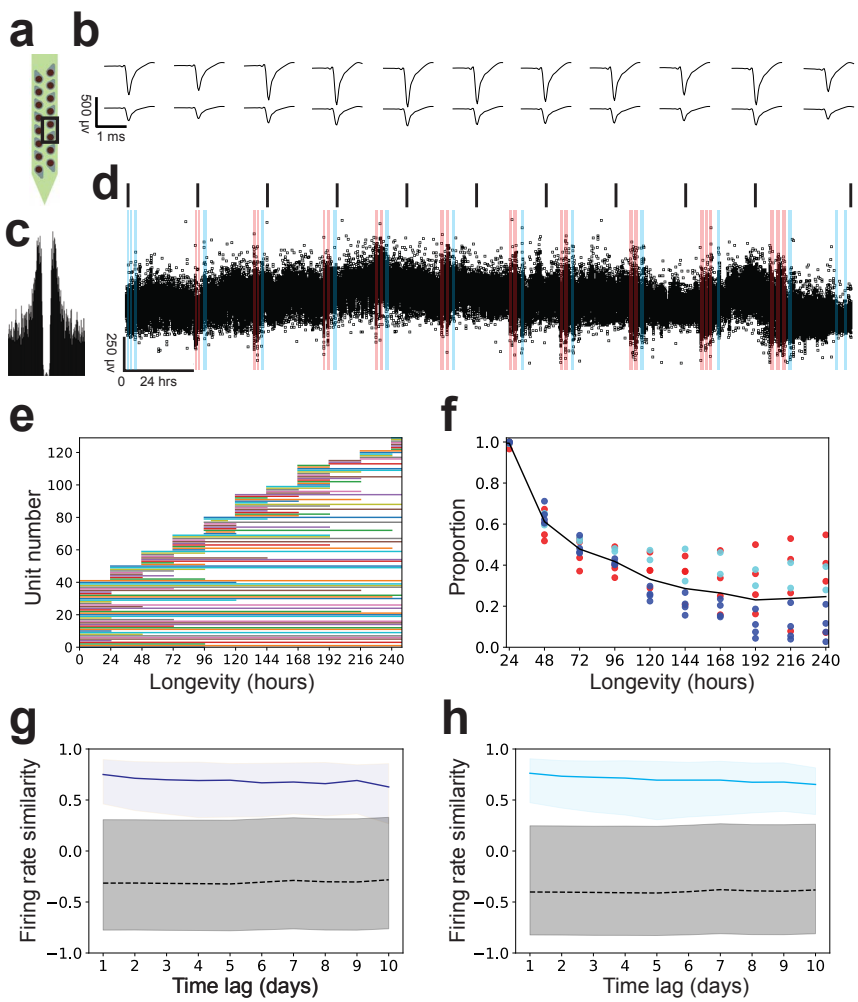 a b
500 µv
1 ms
d
c
250 µv
0 24 hrs
e f
120
100
80
60
40
20
0
Unit number
0 24 48 72 96 120 144 168 192 216 240
Longevity (hours)
1.0
0.8
0.6
0.4
0.2
0.0
Proportion
24 48 72 96 120 144 168 192 216 240
Longevity (hours)
g h
1.0
0.5
0.0
−0.5
−1.0
Firing rate similarity
1 2 3 4 5 6 7 8 9 10
Time lag (days)
1.0
0.5
0.0
−0.5
−1.0
Firing rate similarity
1 2 3 4 5 6 7 8 9 10
Time lag (days)